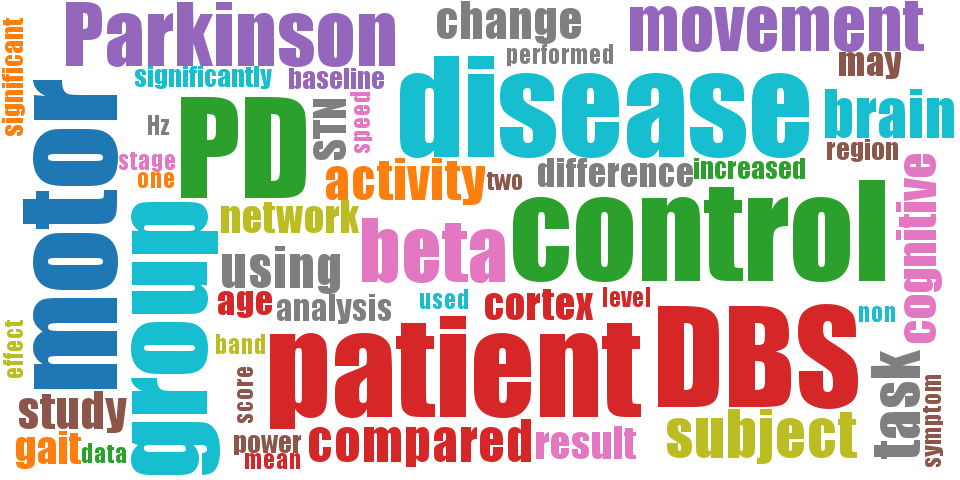 significant
Parkinson
change
movement
performed
may
significantly
baseline
disease
motor
PD
STN
speed
brain
Hz
region
stage
one
activity
two
difference
increased
cognitive
group
network
beta
control
using
age
analysis
used
cortex
level
non
effect
band
patient
DBS
task
study
score
symptom
gait
data
power
mean
compared
result
subject